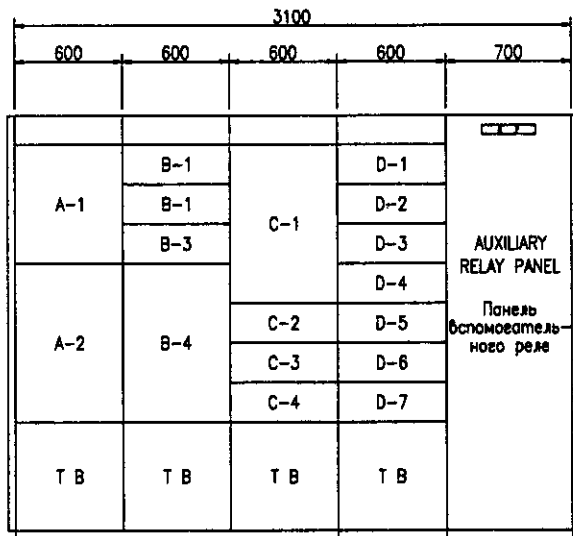 3100
600 600 600 600 700
A-1
B-1
B-1
B-3
C-1
D-1
D-2
D-3
D-4
AUXILIARY
RELAY PANEL
Панель
вспомогатель-
ного реле
A-2
B-4
C-2
C-3
C-4
D-5
D-6
D-7
T B T B T B T B